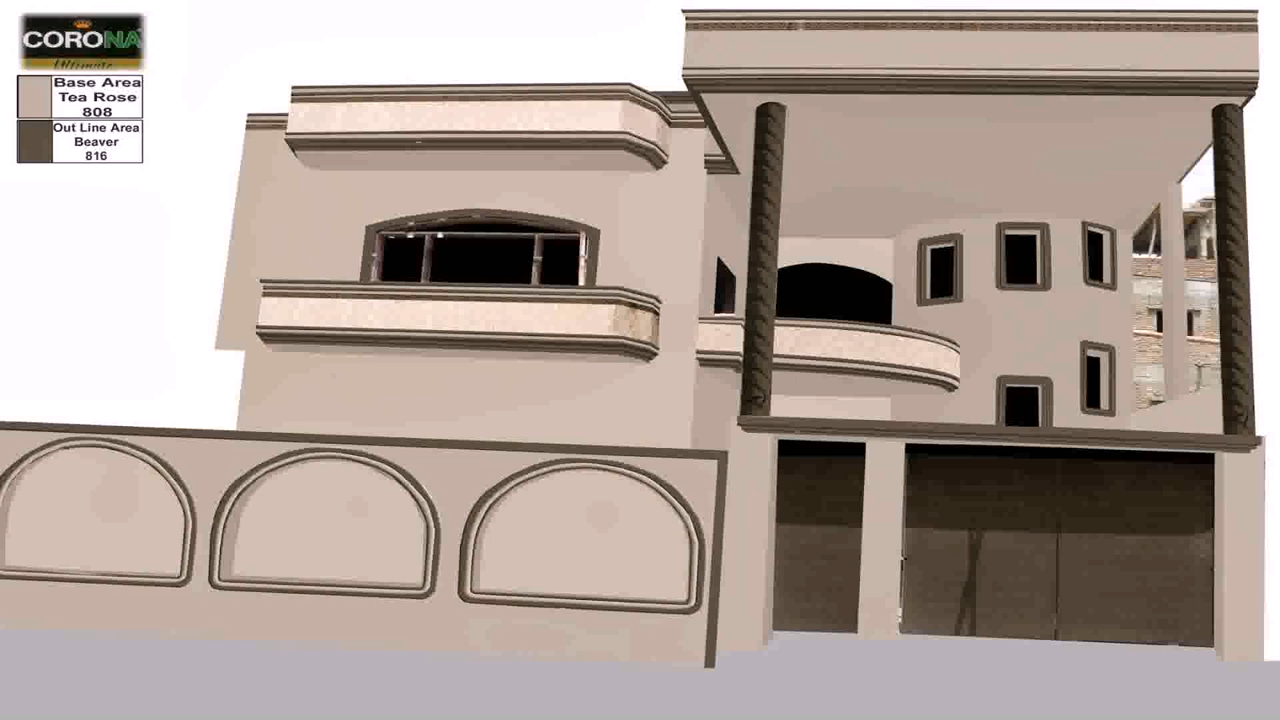 CORONA
Ultimate
Base Area
Tea Rose
808
Out Line Area
Beaver
816